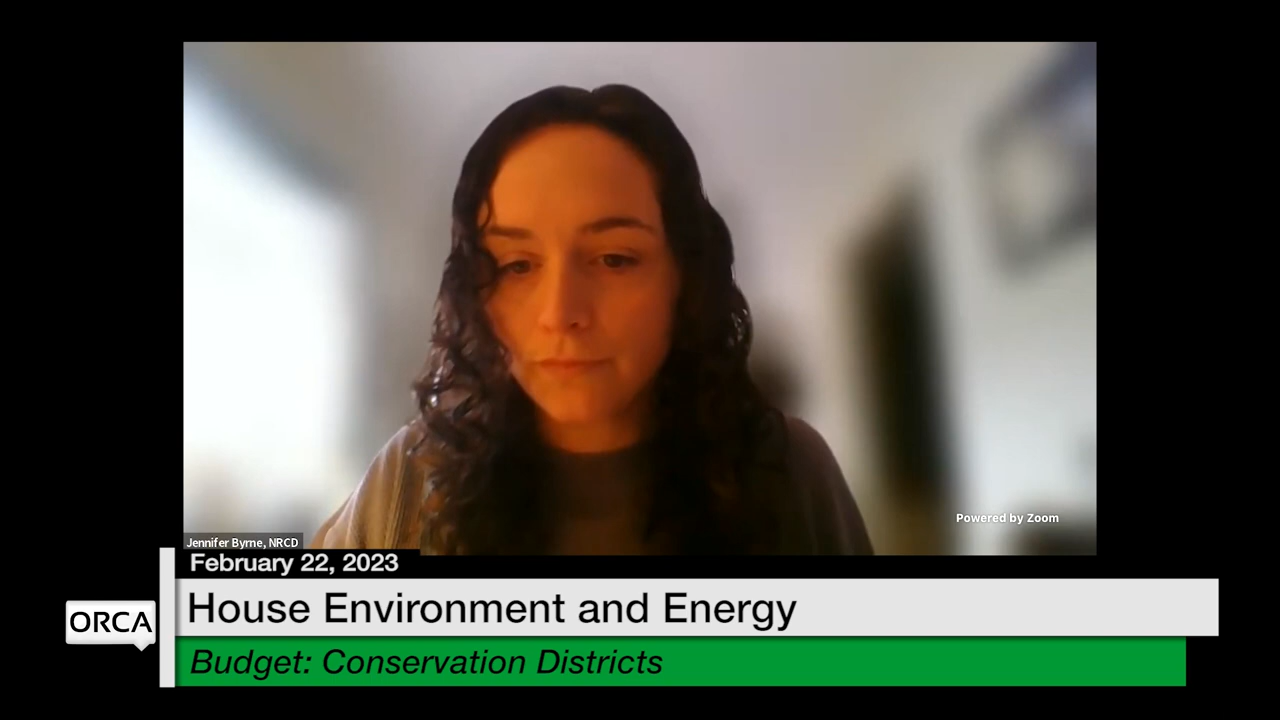 Powered by Zoom
Jennifer Byrne, NRCD
February 22, 2023
House Environment and Energy
ORCA
Budget: Conservation Districts